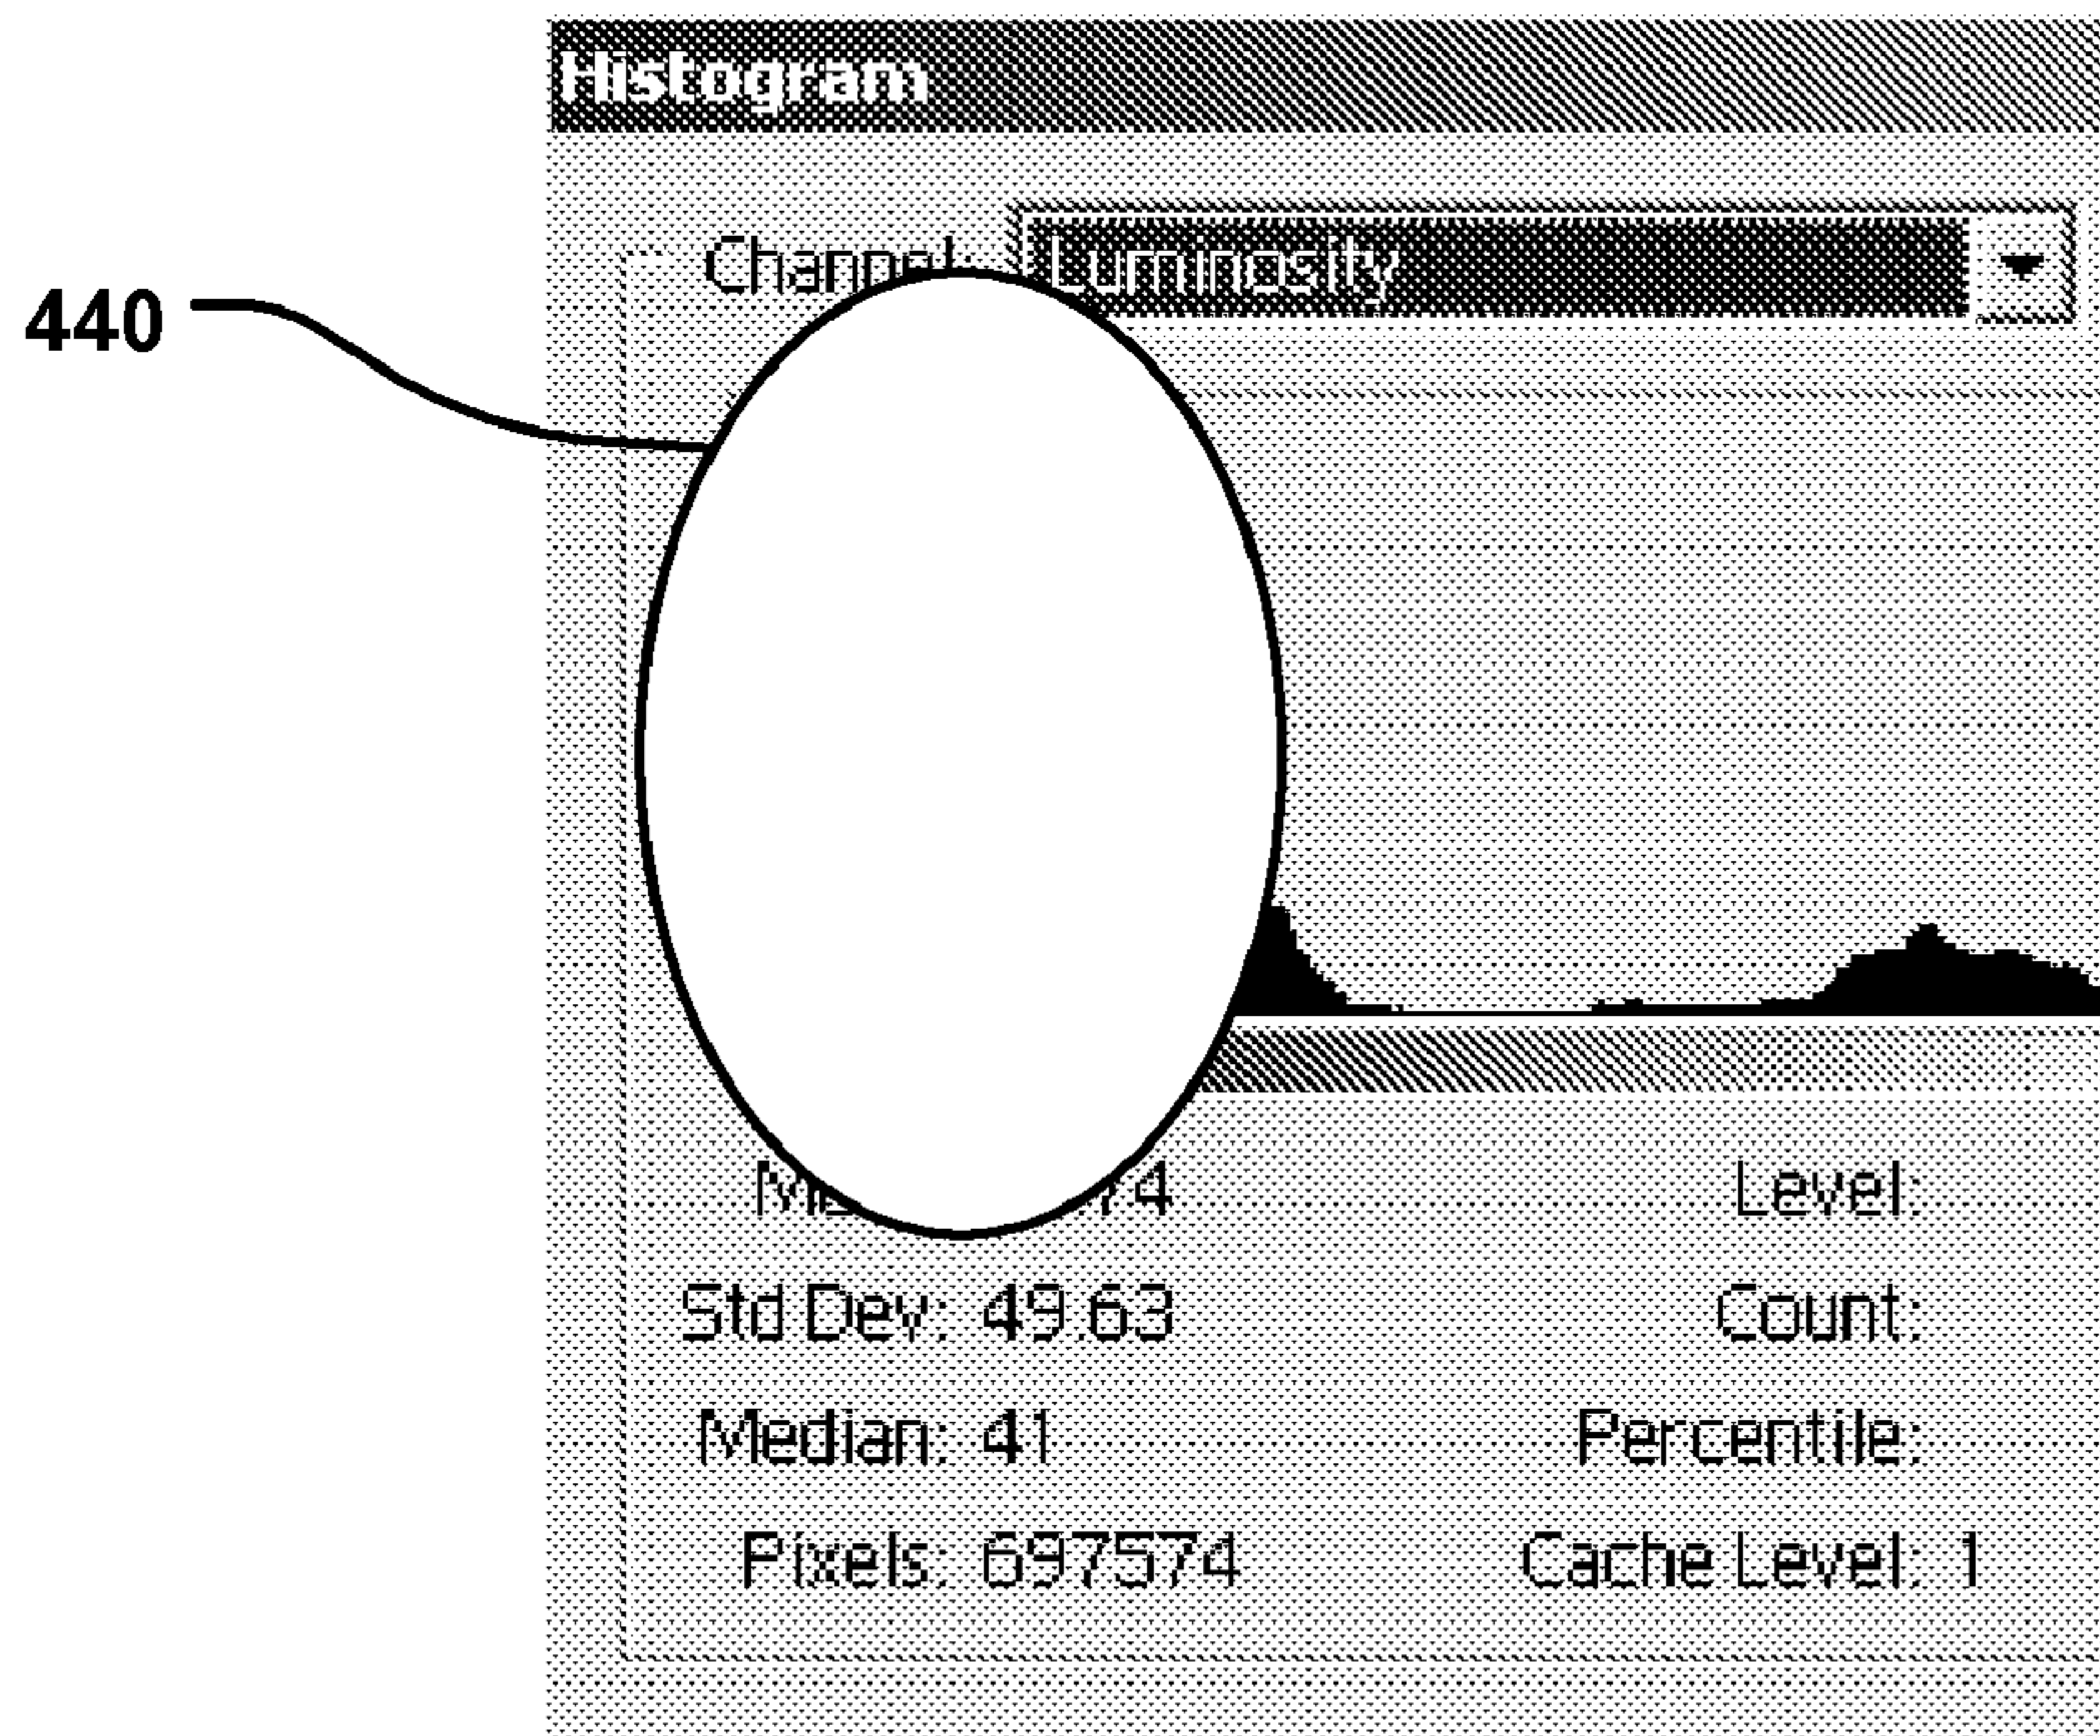 Histogram
Luminosity
440
Level:
Std Dev: 49.63
Count:
Median: 41
Percentile:
Pixels: 697574
Cache Level: 1